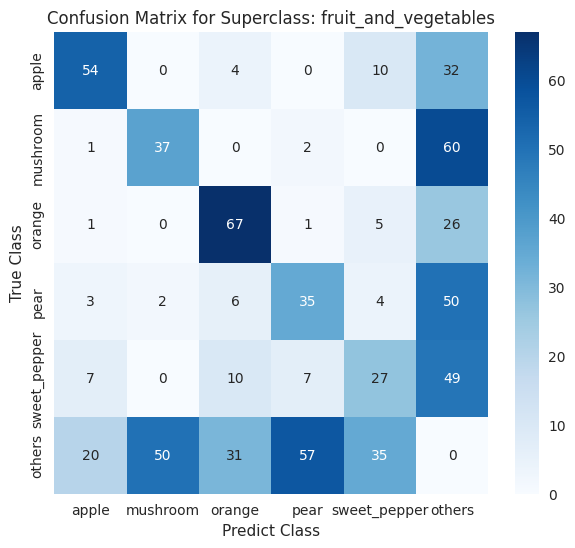 Confusion Matrix for Superclass: fruit_and_vegetables
True Class
apple 54 0 4 0 10 32
mushroom 1 37 0 2 0 60
orange 1 0 67 1 5 26
pear 3 2 6 35 4 50
sweet_pepper 7 0 10 7 27 49
others 20 50 31 57 35 0
apple mushroom orange pear sweet_pepper others
Predict Class
60
50
40
30
20
10
0